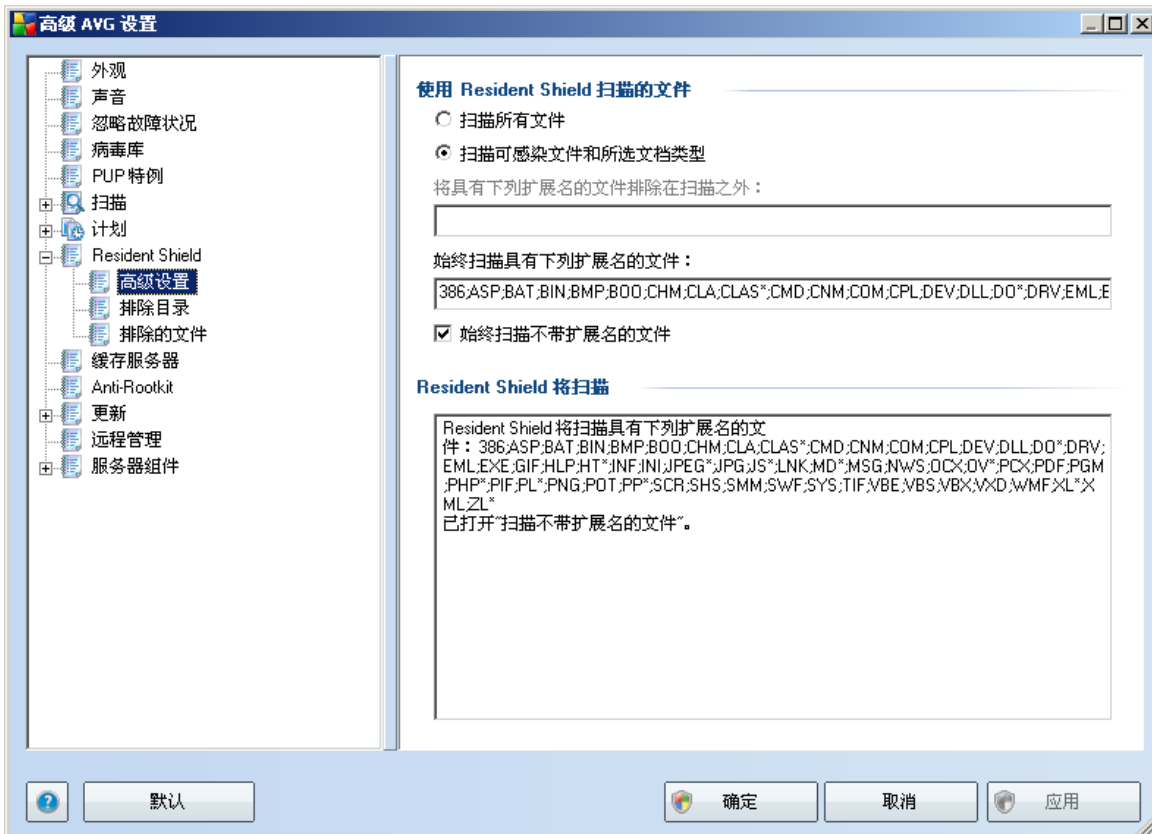 高级 AVG 设置
外观
声音
忽略故障状况
病毒库
PUP 特例
扫描
计划
Resident Shield
高级设置
排除目录
排除的文件
缓存服务器
Anti-Rootkit
更新
远程管理
服务器组件
使用 Resident Shield 扫描的文件
扫描所有文件
扫描可感染文件和所选文档类型
将具有下列扩展名的文件排除在扫描之外：
始终扫描具有下列扩展名的文件：
386;ASP;BAT;BIN;BMP;BOO;CHM;CLA;CLAS*;CMD;CNM;COM;CPL;DEV;DLL;DO*;DRV;EML;E
始终扫描不带扩展名的文件
Resident Shield 将扫描
Resident Shield 将扫描具有下列扩展名的文
件：386;ASP;BAT;BIN;BMP;BOO;CHM;CLA;CLAS*;CMD;CNM;COM;CPL;DEV;DLL;DO*;DRV;
EML;EXE;GIF;HLP;HT*;INF;INI;JPEG*;JPG;JS*;LNK;MD*;MSG;NWS;OCX;OV*;PCX;PDF;PGM
;PHP*;PIF;PL*;PNG;POT;PP*;SCR;SHS;SMM;SWF;SYS;TIF;VBE;VBS;VBX;VXD;WMF;XL*;X
ML;ZL*
已打开"扫描不带扩展名的文件"。
默认
确定
取消
应用